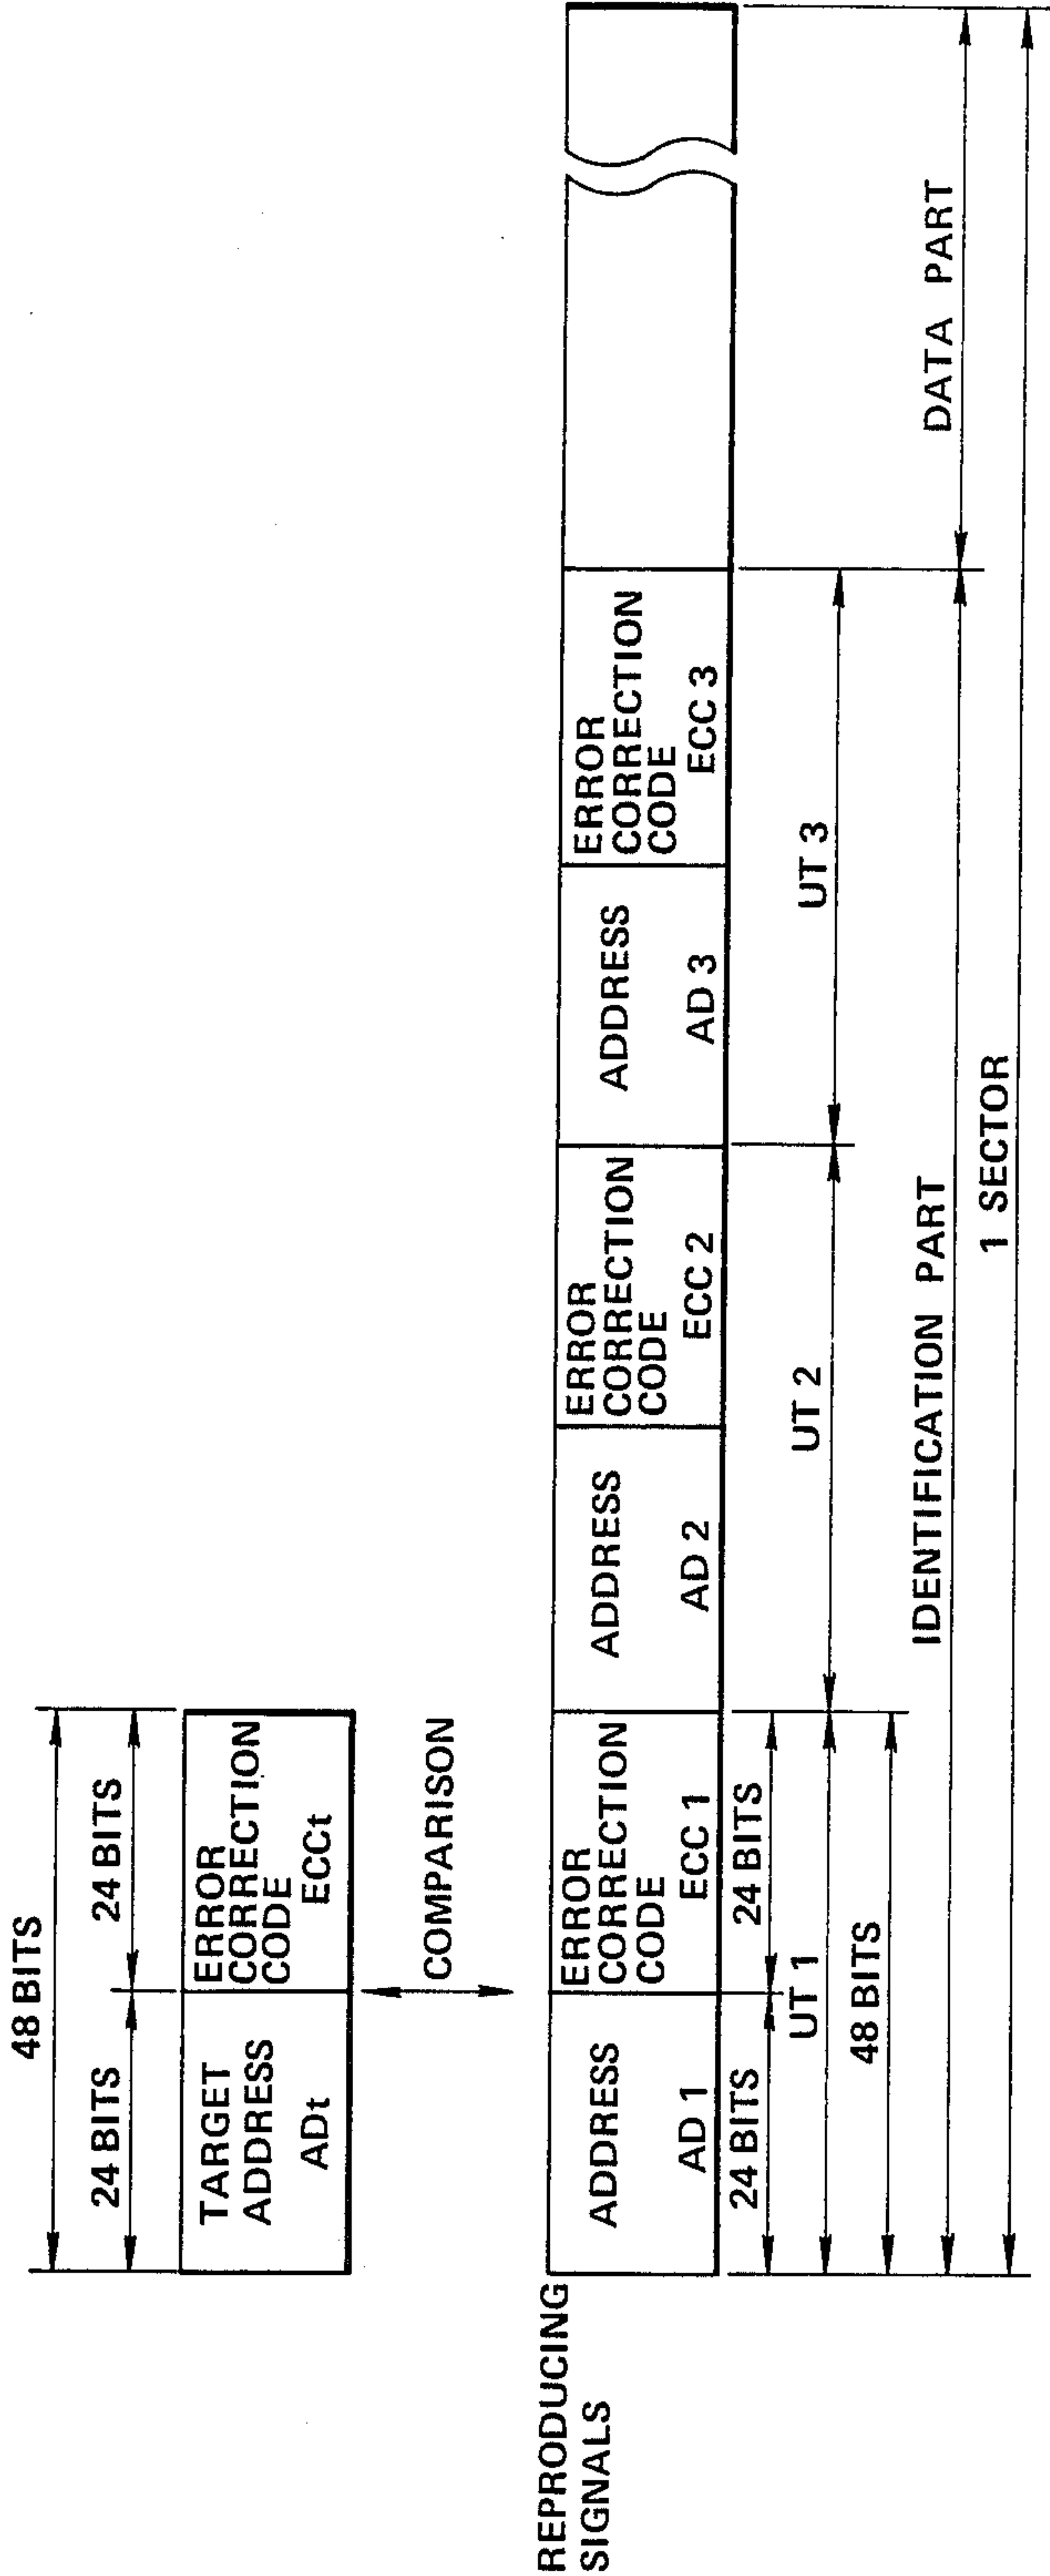 48 BITS
24 BITS
24 BITS
TARGET
ADDRESS
ADt
ERROR
CORRECTION
CODE
ECCt
COMPARISON
REPRODUCING
SIGNALS
ADDRESS
AD 1
ERROR
CORRECTION
CODE
ECC 1
ADDRESS
AD 2
ERROR
CORRECTION
CODE
ECC 2
ADDRESS
AD 3
ERROR
CORRECTION
CODE
ECC 3
24 BITS
24 BITS
UT 1
UT 2
UT 3
48 BITS
IDENTIFICATION PART
DATA PART
1 SECTOR